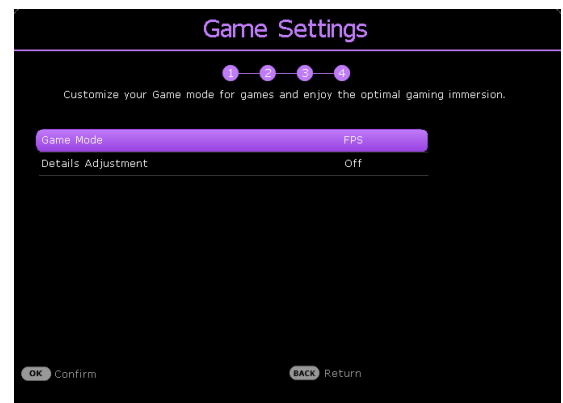 Game Settings
1 2 3 4
Customize your Game mode for games and enjoy the optimal gaming immersion.
Game Mode FPS
Details Adjustment Off
OK Confirm BACK Return